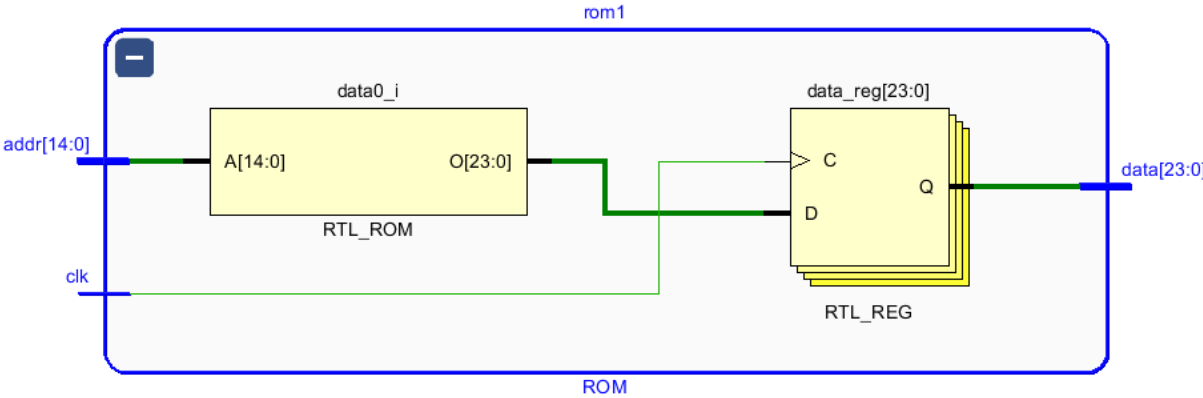 rom1
data0_i
data_reg[23:0]
addr[14:0]
A[14:0]
O[23:0]
C
data[23:0]
Q
D
RTL_ROM
clk
RTL_REG
ROM